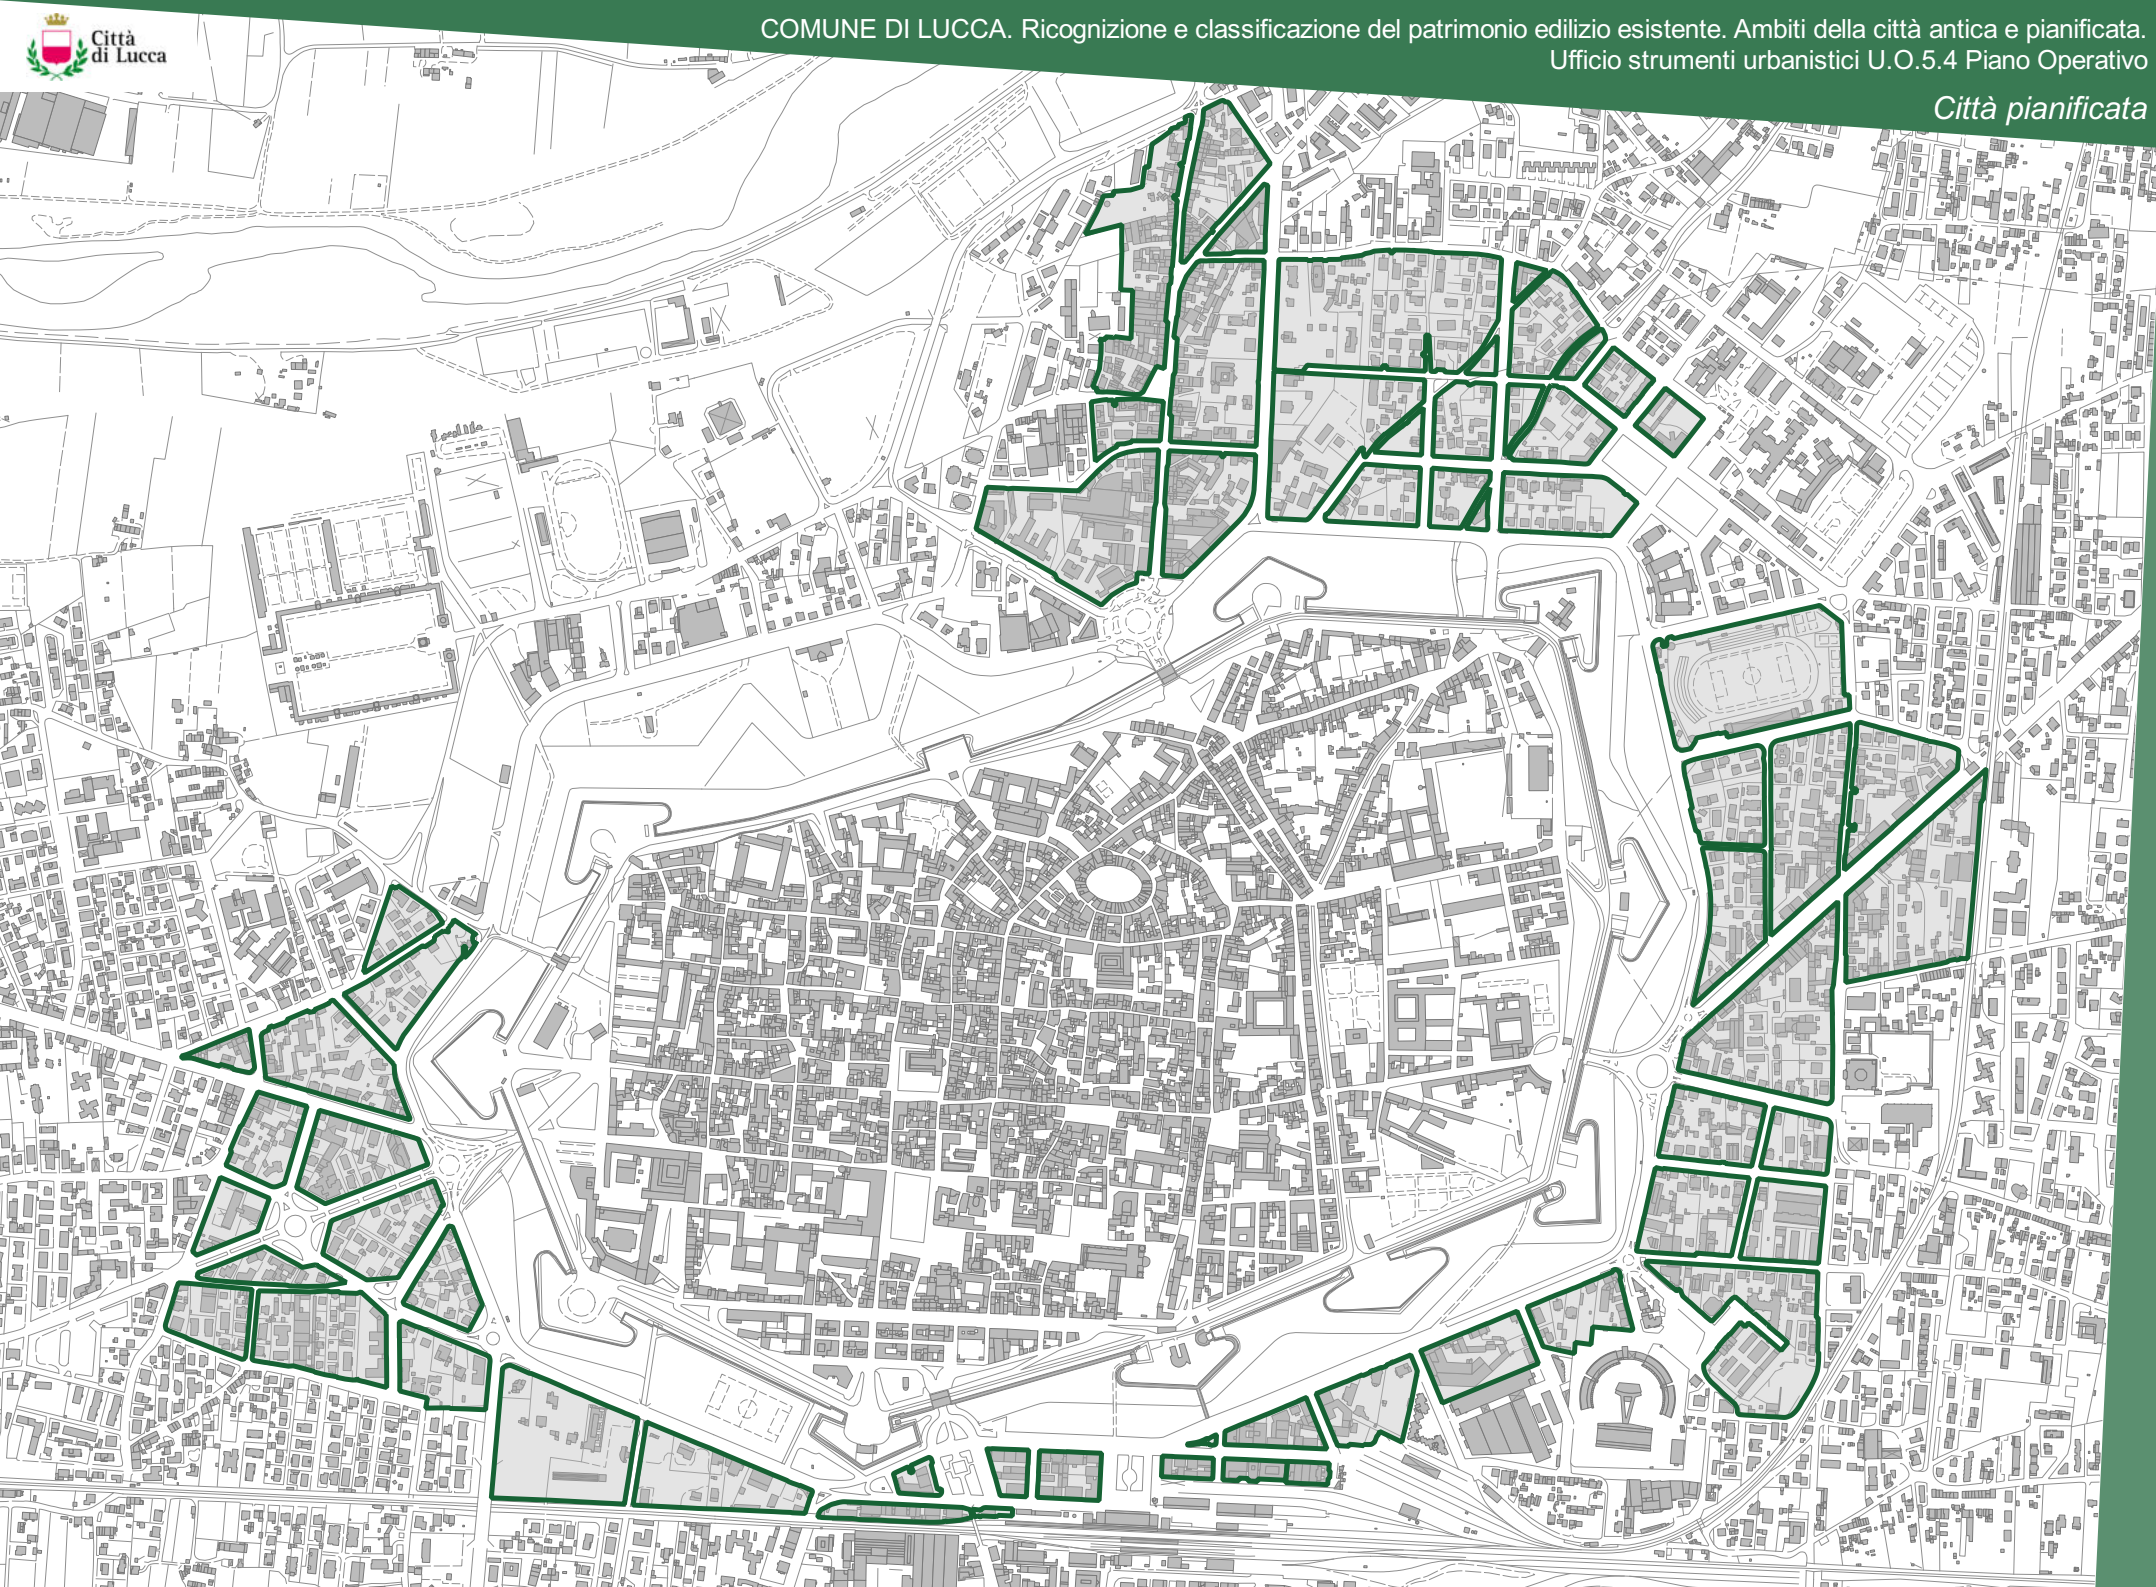 Città
di Lucca
COMUNE DI LUCCA. Ricognizione e classificazione del patrimonio edilizio esistente. Ambiti della città antica e pianificata.
Ufficio strumenti urbanistici U.O.5.4 Piano Operativo
Città pianificata